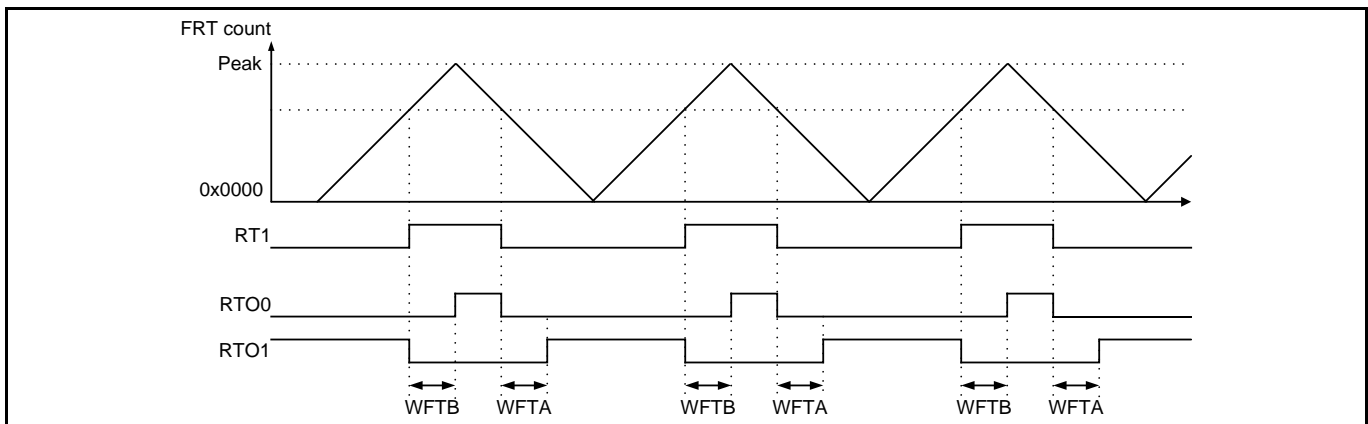 FRT count
Peak
0x0000
RT1
RTO0
RTO1
WFTB WFTA WFTB WFTA WFTB WFTA